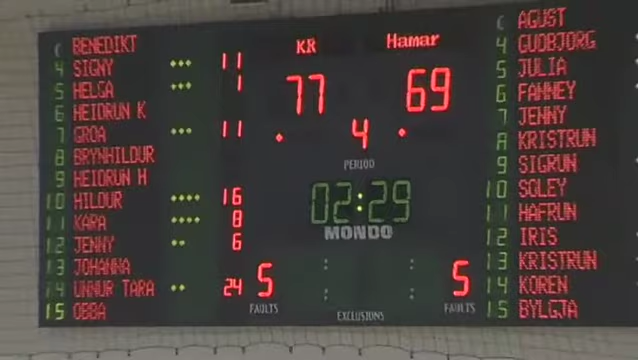 KR Hamar
77 69
4
PERIOD
02:29
MONDO
5 5
FAULTS FAULTS
EXCLUSIONS
C BENEDIKT
4 SIGNY 11
5 HELGA 1
6 HEIDRUN K
7 GROA 11
8 BRYNHILDUR
9 HEIDRUN H
10 HILDUR 16
11 KARA 8
12 JENNY 6
13 JOHANNA
14 UNNUR TARA 24
15 OBBA
C AGUST
4 GUDBJORG
5 JULIA
6 FANNEY
7 JENNY
8 KRISTRUN
9 SIGRUN
10 SOLEY
11 HAFRUN
12 IRIS
13 KRISTRUN
14 KOREN
15 BYLGJA